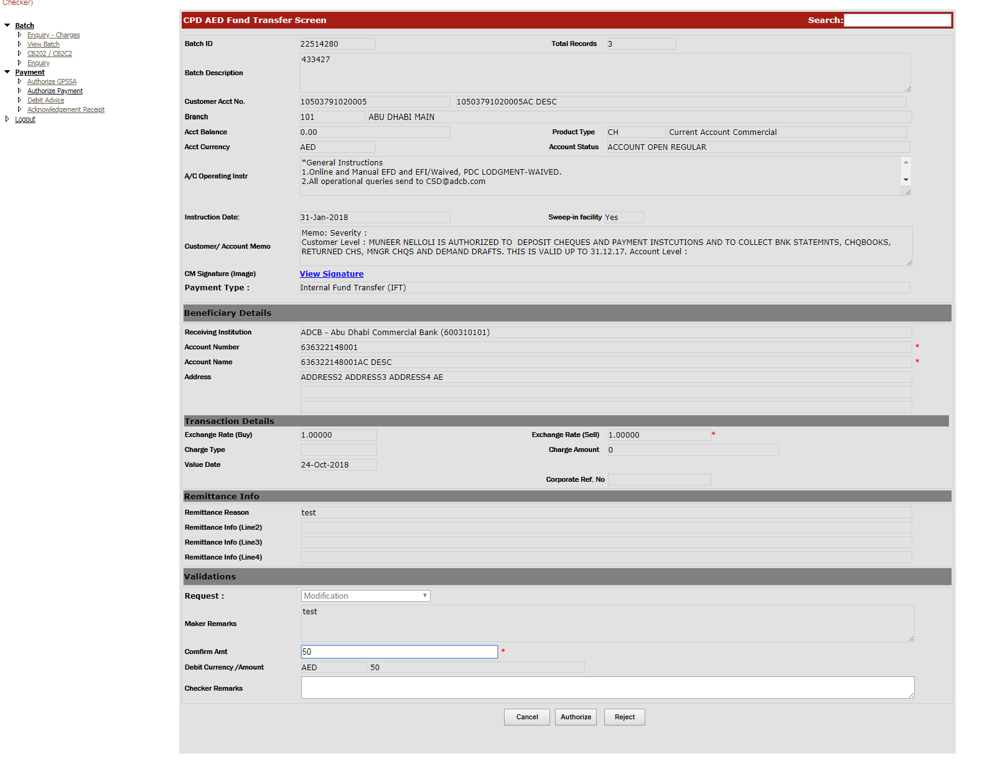 Checker)
Batch
Enquiry - Charges
View Batch
CB202 / CB2C2
Enquiry
Payment
Authorize GPSSA
Authorize Payment
Debit Advice
Acknowledgement Receipt
Logout
CPD AED Fund Transfer Screen Search:
Batch ID 22514280 Total Records 3
Batch Description 433427
Customer Acct No. 10503791020005 10503791020005AC DESC
Branch 101 ABU DHABI MAIN
Acct Balance 0.00 Product Type CH Current Account Commercial
Acct Currency AED Account Status ACCOUNT OPEN REGULAR
A/C Operating Instr
*General Instructions
1.Online and Manual EFD and EFI/Waived, PDC LODGMENT-WAIVED.
2.All operational queries send to CSD@adcb.com
Instruction Date: 31-Jan-2018 Sweep-in facility Yes
Customer/ Account Memo
Memo: Severity :
Customer Level : MUNEER NELLOLI IS AUTHORIZED TO  DEPOSIT CHEQUES AND PAYMENT INSTCUTIONS AND TO COLLECT BNK STATEMNTS, CHQBOOKS,
RETURNED CHS, MNGR CHQS AND DEMAND DRAFTS. THIS IS VALID UP TO 31.12.17. Account Level :
CM Signature (Image) View Signature
Payment Type : Internal Fund Transfer (IFT)
Beneficiary Details
Receiving Institution ADCB - Abu Dhabi Commercial Bank (600310101)
Account Number 636322148001 *
Account Name 636322148001AC DESC *
Address ADDRESS2 ADDRESS3 ADDRESS4 AE
Transaction Details
Exchange Rate (Buy) 1.00000 Exchange Rate (Sell) 1.00000 *
Charge Type Charge Amount 0
Value Date 24-Oct-2018
Corporate Ref. No
Remittance Info
Remittance Reason test
Remittance Info (Line2)
Remittance Info (Line3)
Remittance Info (Line4)
Validations
Request : Modification
Maker Remarks test
Comfirm Amt 50 *
Debit Currency /Amount AED 50
Checker Remarks
Cancel Authorize Reject